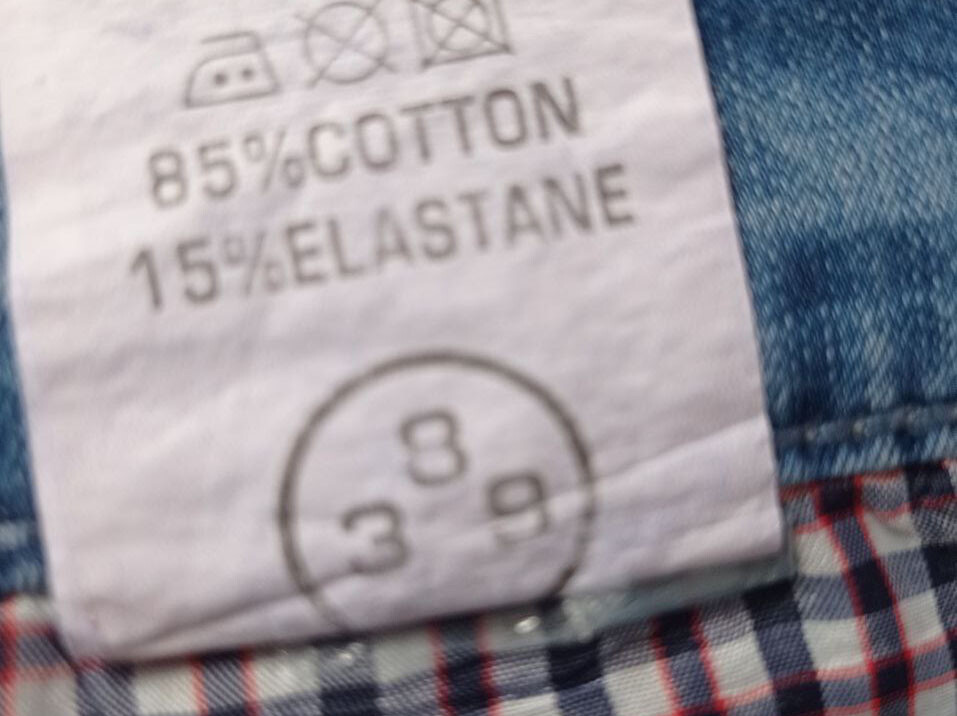 85%COTTON
15%ELASTANE
8
3 9